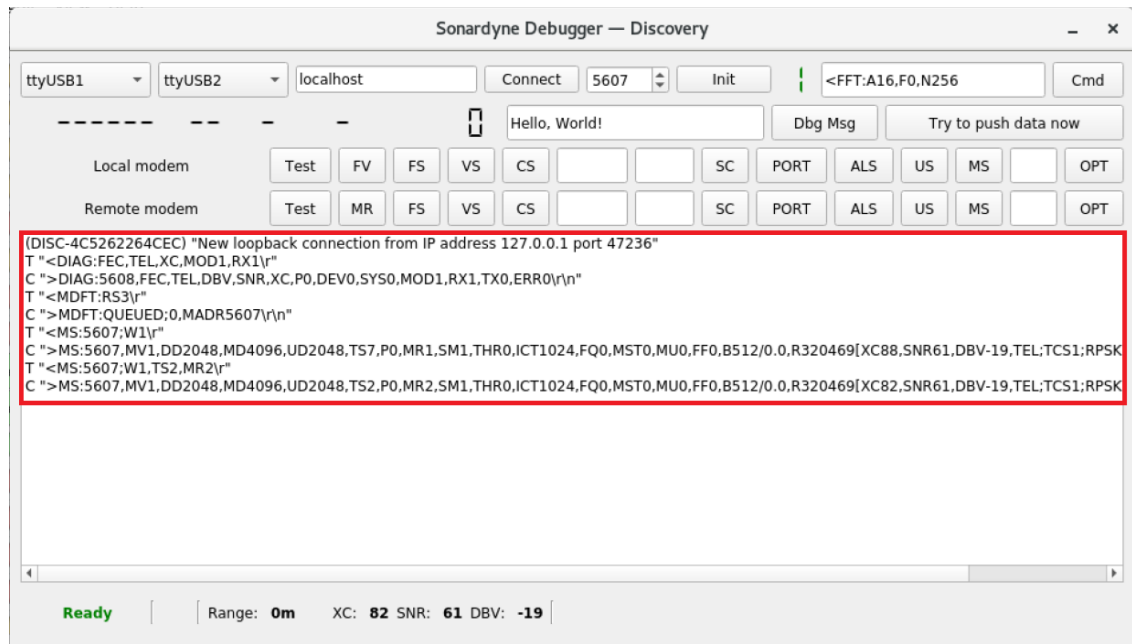 Sonardyne Debugger — Discovery
ttyUSB1 ttyUSB2 localhost Connect 5607 Init <FFT:A16,F0,N256 Cmd
------ -- - - 0 Hello, World! Dbg Msg Try to push data now
Local modem Test FV FS VS CS SC PORT ALS US MS OPT
Remote modem Test MR FS VS CS SC PORT ALS US MS OPT
(DISC-4C5262264CEC) "New loopback connection from IP address 127.0.0.1 port 47236"
T "<DIAG:FEC,TEL,XC,MOD1,RX1\r"
C ">DIAG:5608,FEC,TEL,DBV,SNR,XC,P0,DEV0,SYS0,MOD1,RX1,TX0,ERR0\r\n"
T "<MDFT:RS3\r"
C ">MDFT:QUEUED;0,MADR5607\r\n"
T "<MS:5607;W1\r"
C ">MS:5607,MV1,DD2048,MD4096,UD2048,TS7,P0,MR1,SM1,THR0,ICT1024,FQ0,MST0,MU0,FF0,B512/0.0,R320469[XC88,SNR61,DBV-19,TEL;TCS1;RPSK
T "<MS:5607;W1,TS2,MR2\r"
C ">MS:5607,MV1,DD2048,MD4096,UD2048,TS2,P0,MR2,SM1,THR0,ICT1024,FQ0,MST0,MU0,FF0,B512/0.0,R320469[XC82,SNR61,DBV-19,TEL;TCS1;RPSK
Ready Range: 0m XC: 82 SNR: 61 DBV: -19